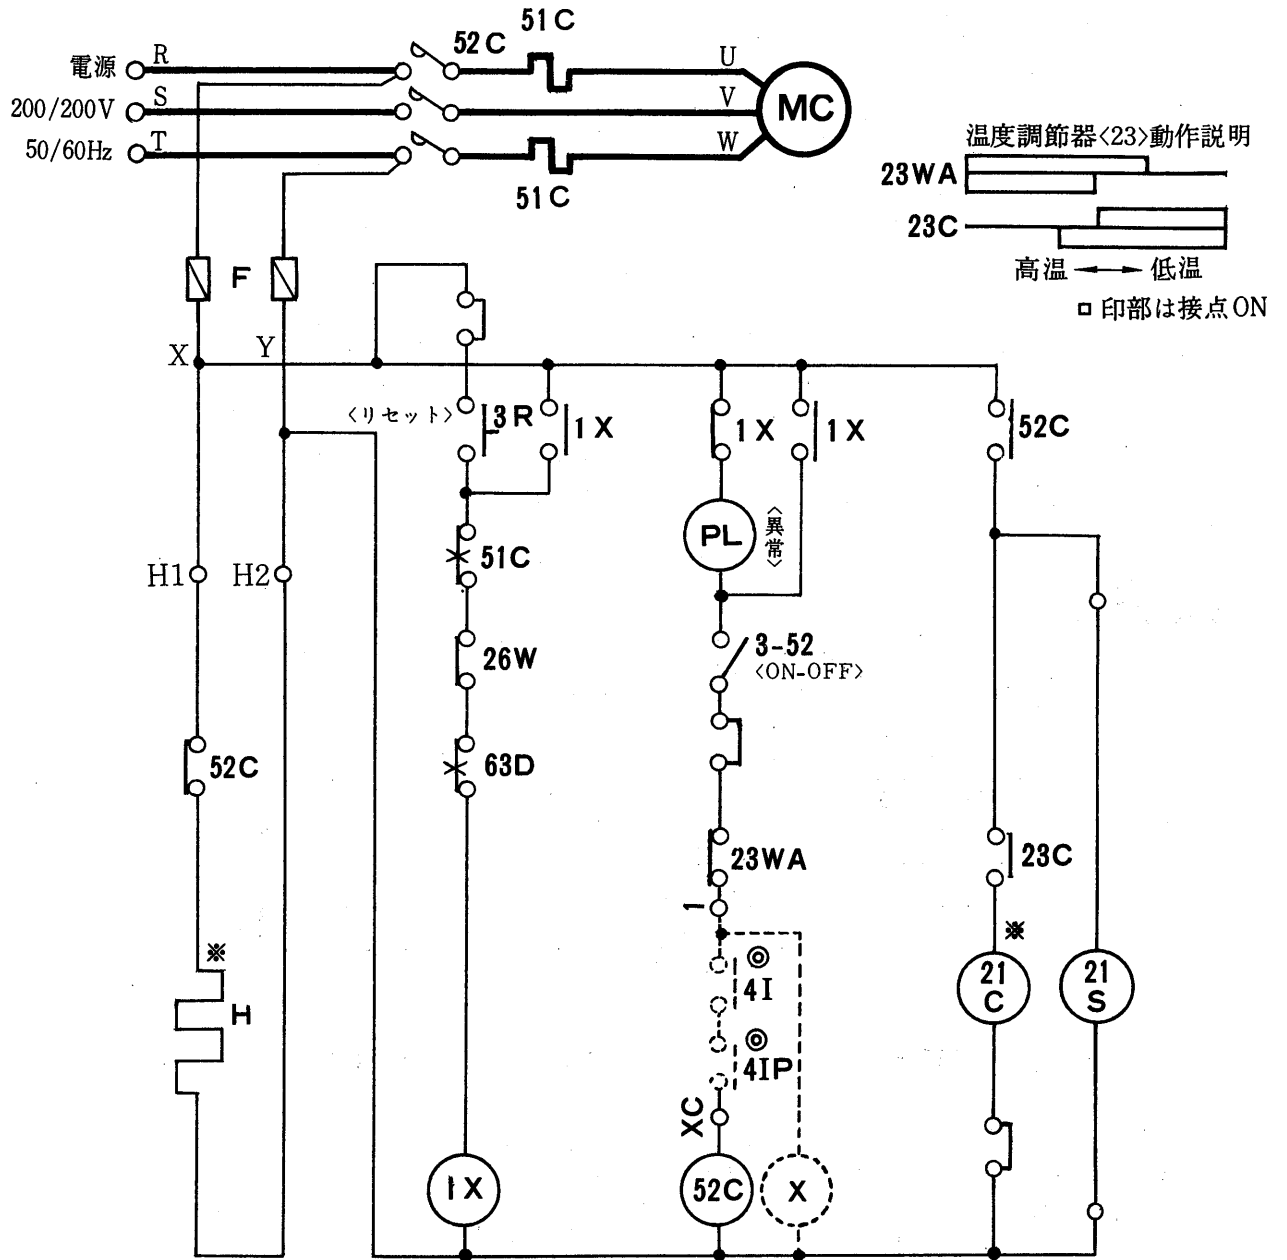 51C
52C
電源 R
U
200/200V S
V
MC
50/60Hz T
W
51C
温度調節器<23>動作説明
23WA
23C
高温 ←→ 低温
□ 印部は接点ON
F
X
Y
<リセット> 3R
1X
1X
1X
52C
PL
<異常>
H1
H2
51C
3-52
<ON-OFF>
26W
52C
63D
23WA
23C
1
※
H
◎
4I
◎
4IP
※
21
C
21
S
XC
1X
52C
X